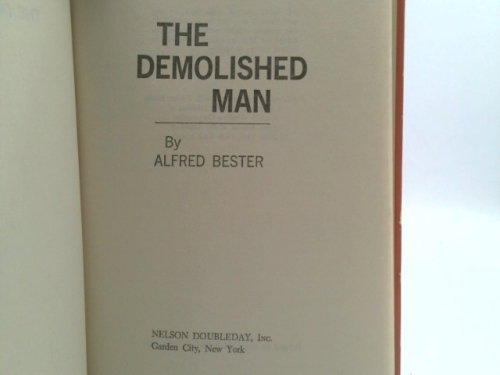 THE
DEMOLISHED
MAN
By
ALFRED BESTER
NELSON DOUBLEDAY, Inc.
Garden City, New York